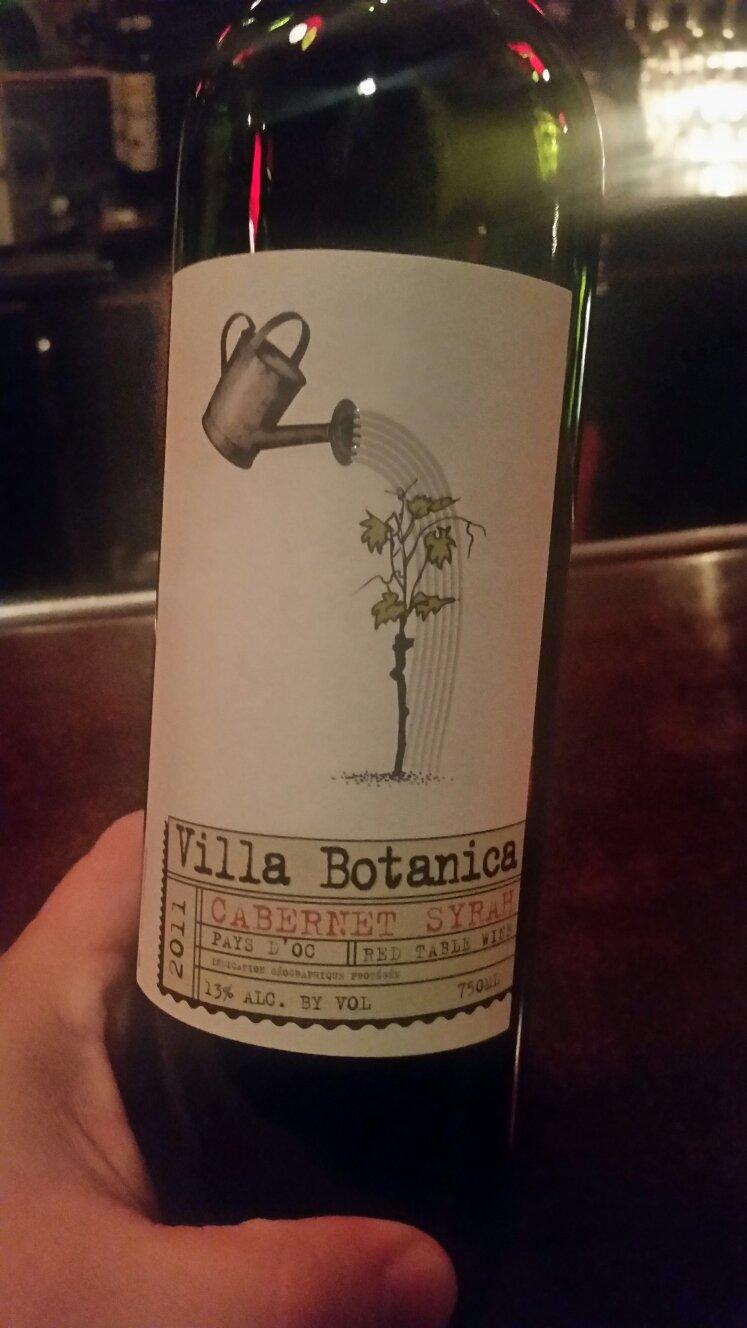 Villa Botanica
2011
CABERNET SYRAH
PAYS D'OC RED TABLE WINE
INDICATION GÉOGRAPHIQUE PROTÉGÉE
13% ALC. BY VOL 750ML